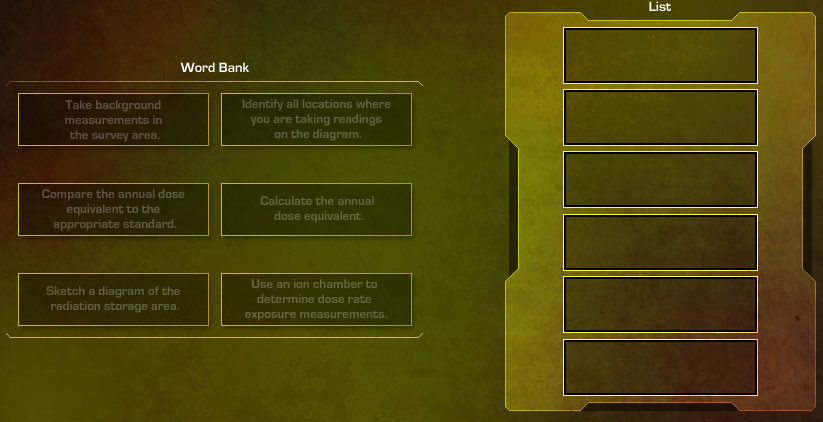 List
Word Bank
Take background
measurements in
the survey area.
Identify all locations where
you are taking readings
on the diagram.
Compare the annual dose
equivalent to the
appropriate standard.
Calculate the annual
dose equivalent.
Sketch a diagram of the
radiation storage area.
Use an ion chamber to
determine dose rate
exposure measurements.